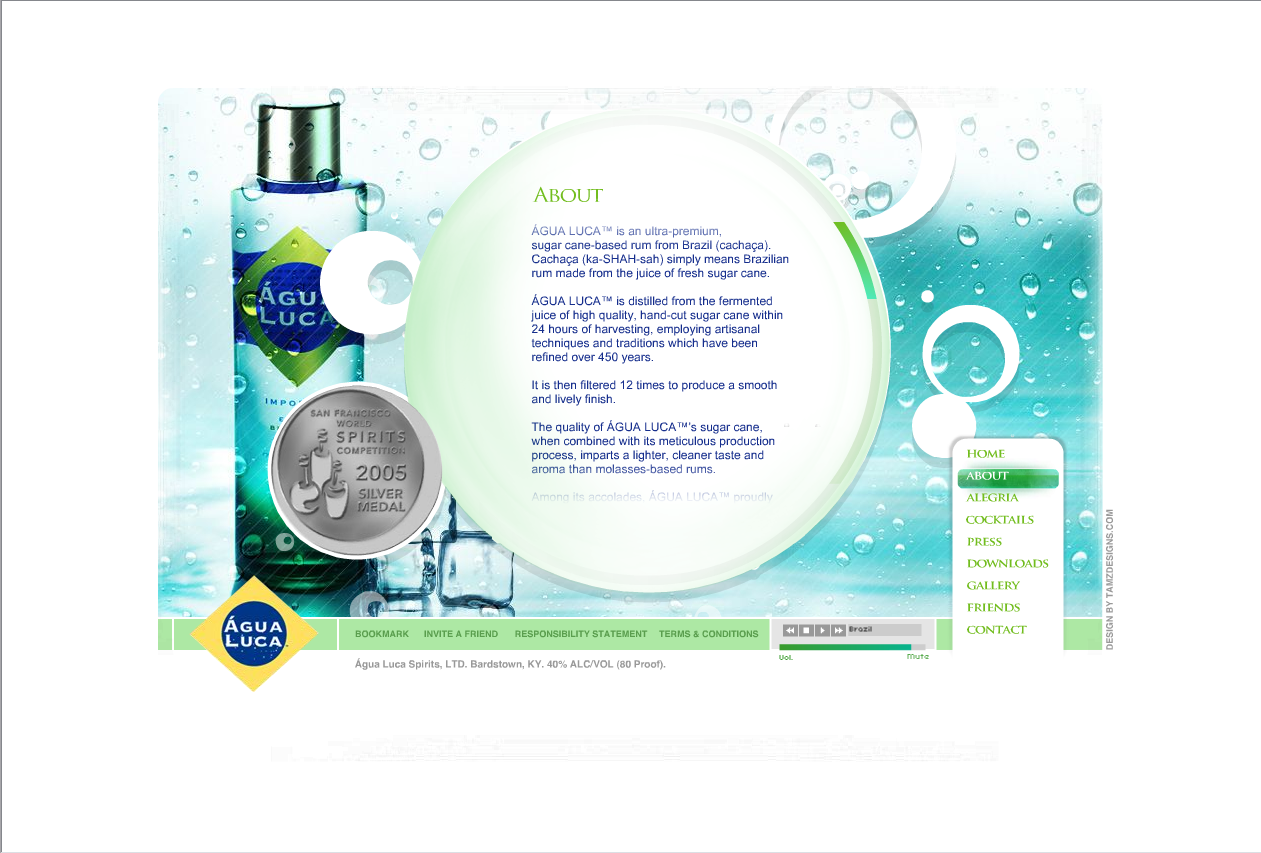 ÁGU
LUCA
IMPO
SAN FRANCISCO
WORLD
SPIRITS
COMPETITION
2005
SILVER
MEDAL
ABOUT
ÁGUA LUCA™ is an ultra-premium,
sugar cane-based rum from Brazil (cachaça).
Cachaça (ka-SHAH-sah) simply means Brazilian
rum made from the juice of fresh sugar cane.
ÁGUA LUCA™ is distilled from the fermented
juice of high quality, hand-cut sugar cane within
24 hours of harvesting, employing artisanal
techniques and traditions which have been
refined over 450 years.
It is then filtered 12 times to produce a smooth
and lively finish.
The quality of ÁGUA LUCA™'s sugar cane,
when combined with its meticulous production
process, imparts a lighter, cleaner taste and
aroma than molasses-based rums.
Among its accolades, ÁGUA LUCA™ proudly
HOME
ABOUT
ALEGRIA
COCKTAILS
PRESS
DOWNLOADS
GALLERY
FRIENDS
CONTACT
DESIGN BY TAMZDESIGNS.COM
ÁGUA
LUCA
BOOKMARK INVITE A FRIEND RESPONSIBILITY STATEMENT TERMS & CONDITIONS
Brazil
Vol. Mute
Água Luca Spirits, LTD. Bardstown, KY. 40% ALC/VOL (80 Proof).